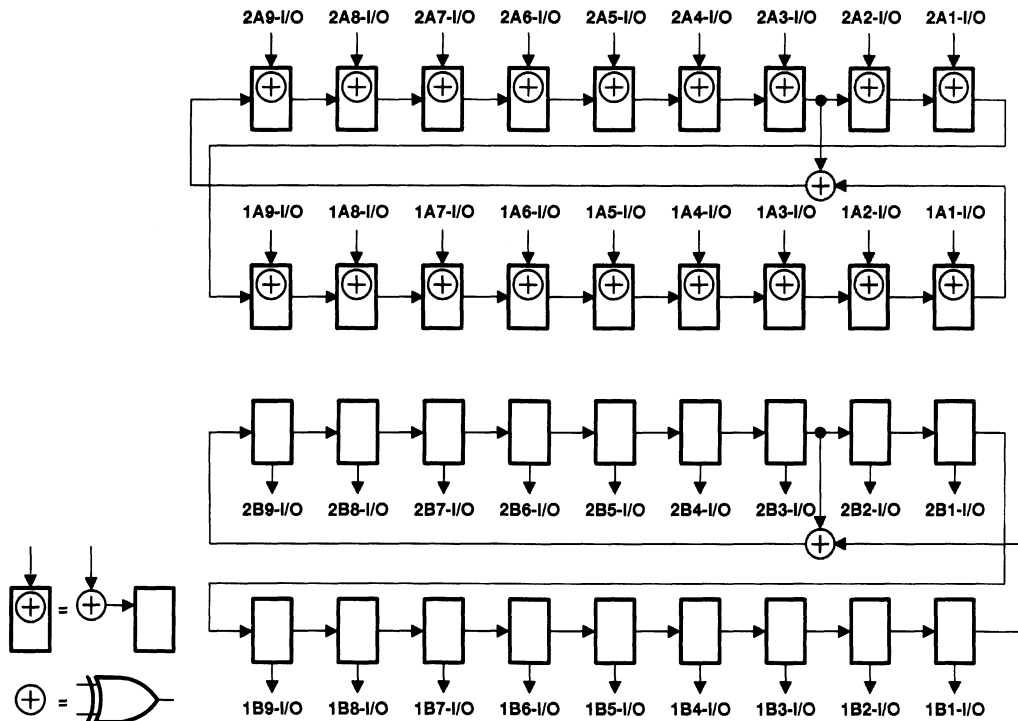 2A9-I/O 2A8-I/O 2A7-I/O 2A6-I/O 2A5-I/O 2A4-I/O 2A3-I/O 2A2-I/O 2A1-I/O
1A9-I/O 1A8-I/O 1A7-I/O 1A6-I/O 1A5-I/O 1A4-I/O 1A3-I/O 1A2-I/O 1A1-I/O
2B9-I/O 2B8-I/O 2B7-I/O 2B6-I/O 2B5-I/O 2B4-I/O 2B3-I/O 2B2-I/O 2B1-I/O
=
=
1B9-I/O 1B8-I/O 1B7-I/O 1B6-I/O 1B5-I/O 1B4-I/O 1B3-I/O 1B2-I/O 1B1-I/O